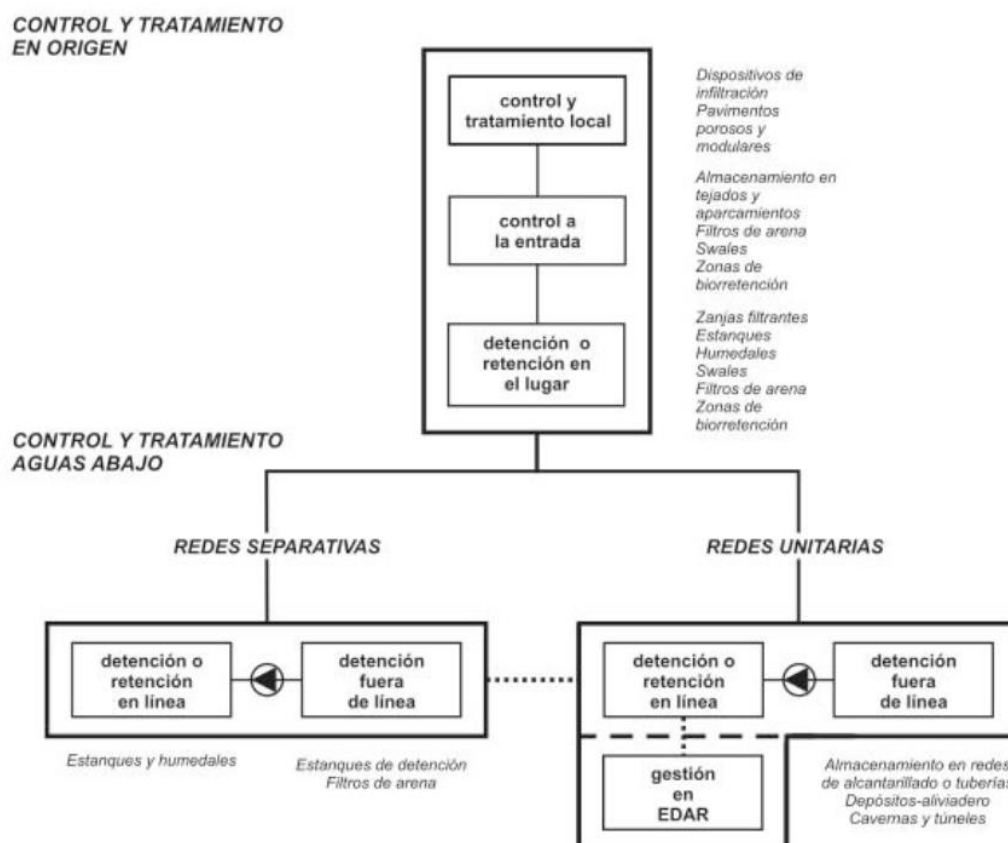 CONTROL Y TRATAMIENTO
EN ORIGEN
control y
tratamiento local
Dispositivos de
infiltración
Pavimentos
porosos y
modulares
control a
la entrada
Almacenamiento en
tejados y
aparcamientos
Filtros de arena
Swales
Zonas de
biorretención
detención o
retención en
el lugar
Zanjas filtrantes
Estanques
Humedales
Swales
Filtros de arena
Zonas de
biorretención
CONTROL Y TRATAMIENTO
AGUAS ABAJO
REDES SEPARATIVAS
REDES UNITARIAS
detención o
retención
en línea
detención
fuera
de línea
detención o
retención
en línea
detención
fuera
de línea
Estanques y humedales
Estanques de detención
Filtros de arena
gestión
en
EDAR
Almacenamiento en redes
de alcantarillado o tuberías
Depósitos-aliviadero
Cavernas y túneles